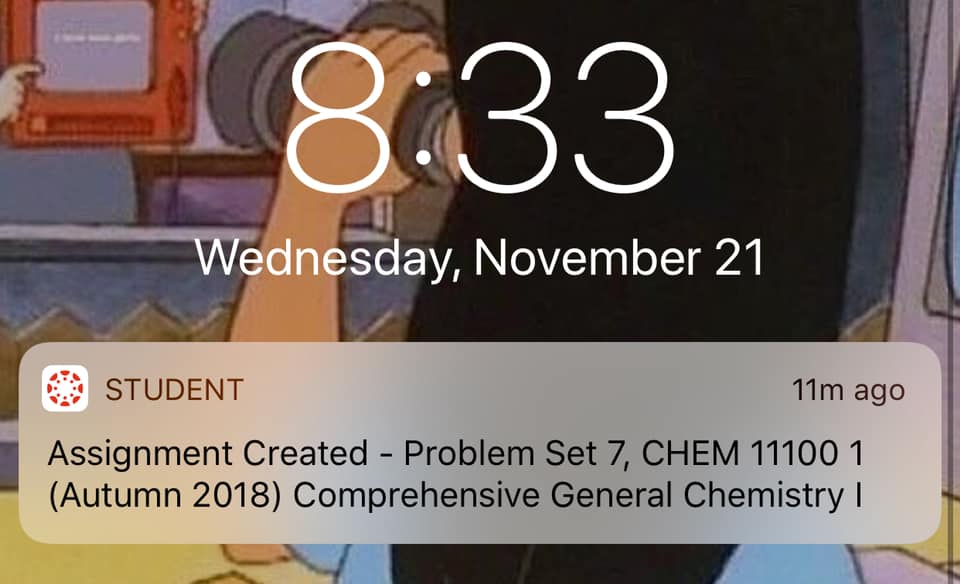 8:33
Wednesday, November 21
STUDENT 11m ago
Assignment Created - Problem Set 7, CHEM 11100 1
(Autumn 2018) Comprehensive General Chemistry I